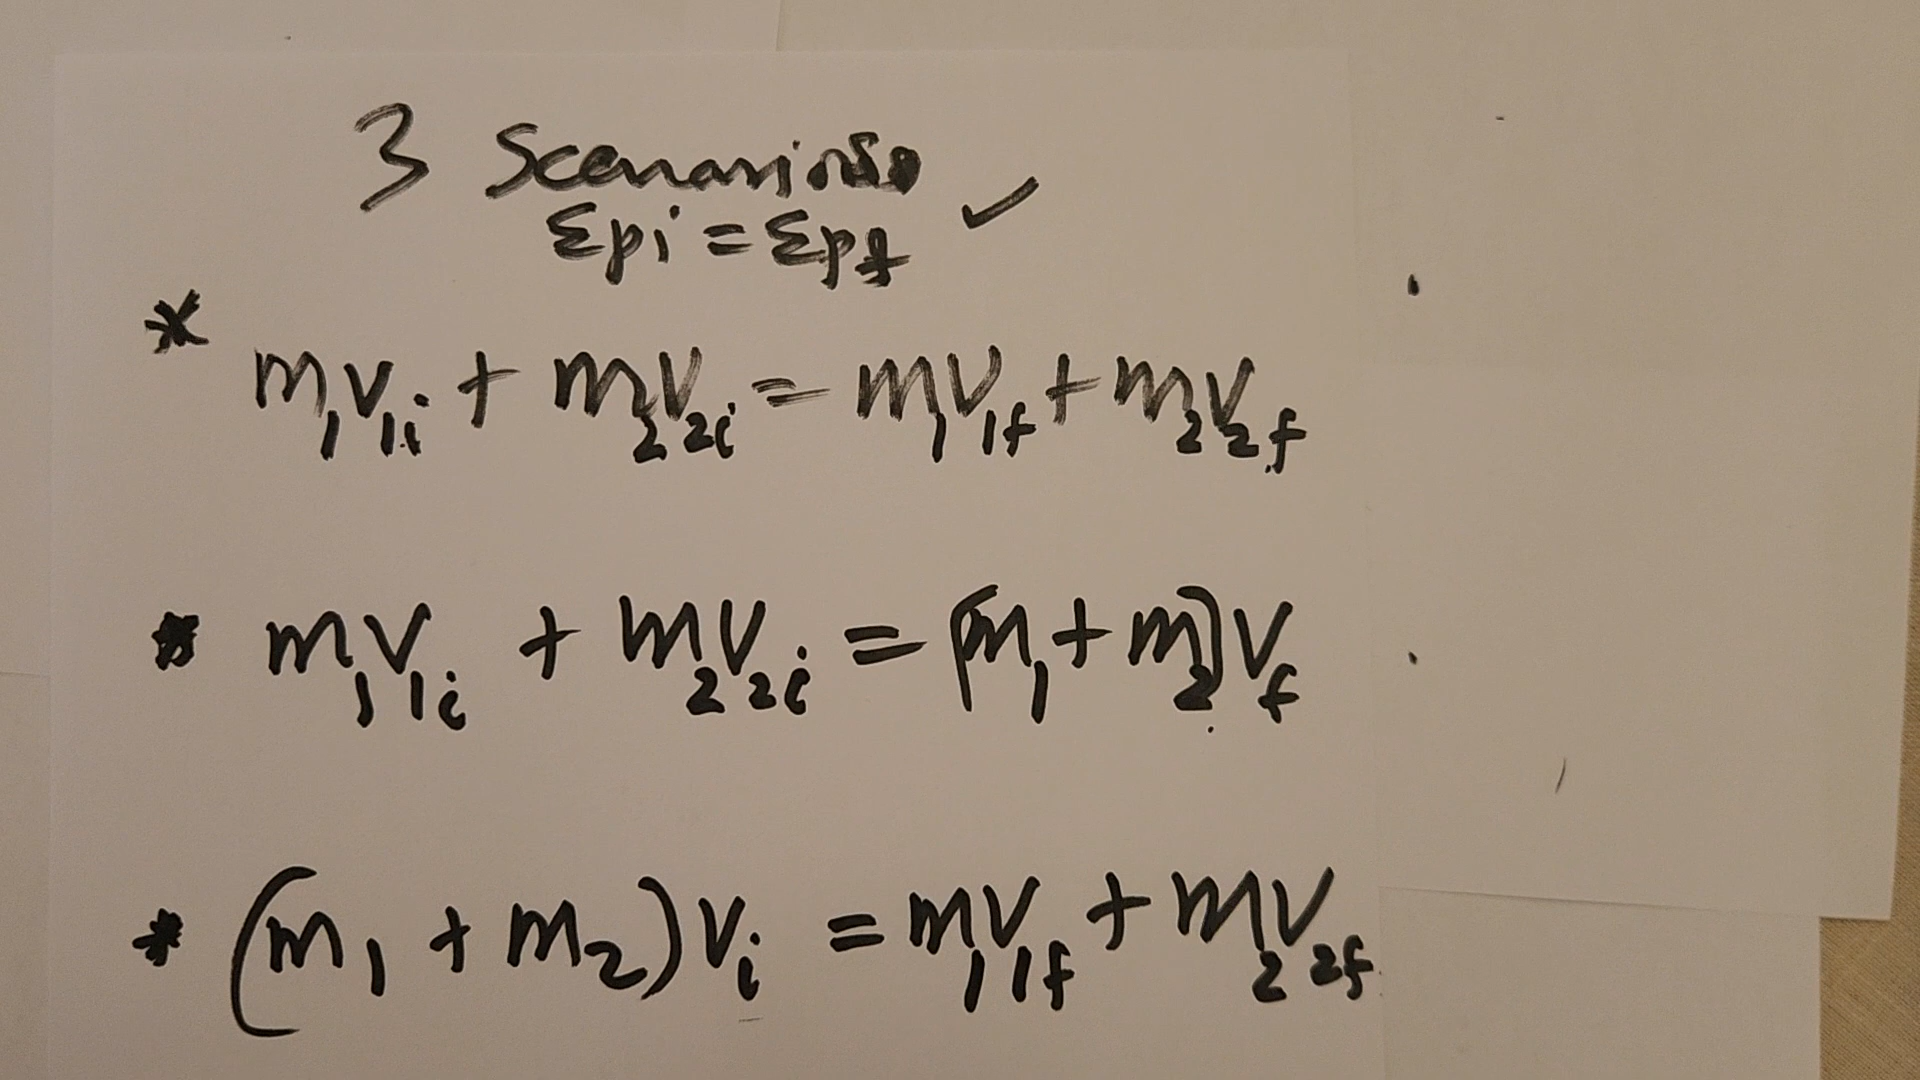 3 Scenarios
Σpi = Σpf ✓
* m₁v₁ᵢ + m₂v₂ᵢ = m₁v₁f + m₂v₂f
* m₁v₁ᵢ + m₂v₂ᵢ = (m₁ + m₂)vf
* (m₁ + m₂)vᵢ = m₁v₁f + m₂v₂f